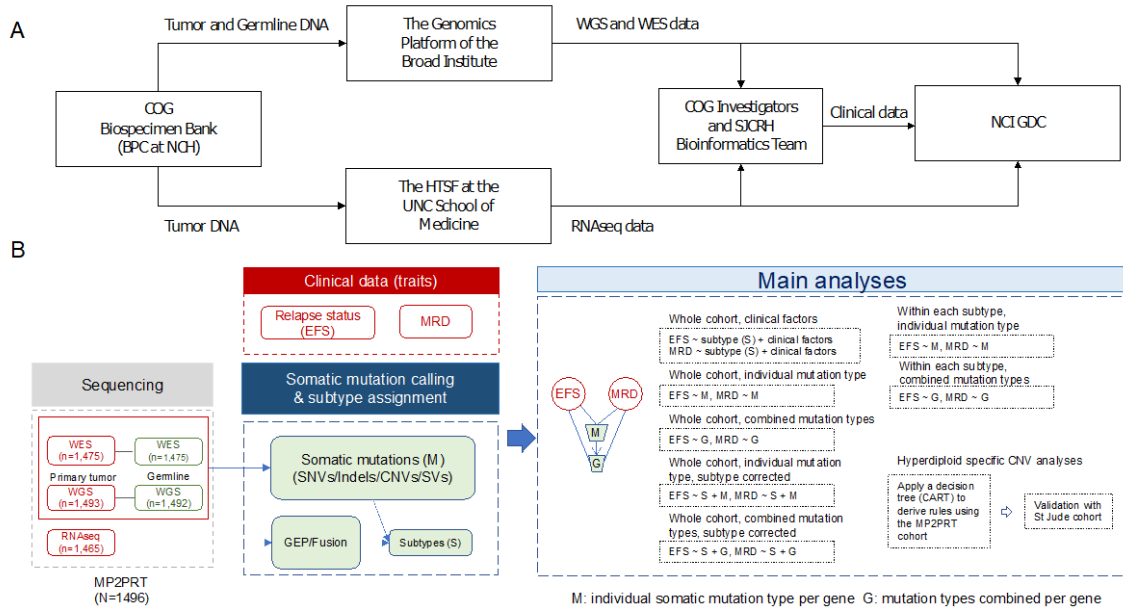 A
Tumor and Germline DNA
The Genomics
Platform of the
Broad Institute
WGS and WES data
COG
Biospecimen Bank
(BPC at NCH)
COG Investigators
and SJCRH
Bioinformatics Team
Clinical data
NCI GDC
Tumor DNA
The HTSF at the
UNC School of
Medicine
RNAseq data
B
Clinical data (traits)
Relapse status
(EFS)
MRD
Sequencing
WES
(n=1,475)
WES
(n=1,475)
Primary tumor
Germline
WGS
(n=1,493)
WGS
(n=1,492)
RNAseq
(n=1,465)
MP2PRT
(N=1496)
Somatic mutation calling
& subtype assignment
Somatic mutations (M)
(SNVs/Indels/CNVs/SVs)
GEP/Fusion
Subtypes (S)
Main analyses
EFS
MRD
M
G
Whole cohort, clinical factors
EFS ~ subtype (S) + clinical factors
MRD ~ subtype (S) + clinical factors
Whole cohort, individual mutation type
EFS ~ M, MRD ~ M
Whole cohort, combined mutation types
EFS ~ G, MRD ~ G
Whole cohort, individual mutation
type, subtype corrected
EFS ~ S + M, MRD ~ S + M
Whole cohort, combined mutation
types, subtype corrected
EFS ~ S + G, MRD ~ S + G
Within each subtype,
individual mutation type
EFS ~ M, MRD ~ M
Within each subtype,
combined mutation types
EFS ~ G, MRD ~ G
Hyperdiploid specific CNV analyses
Apply a decision
tree (CART) to
derive rules using
the MP2PRT
cohort
Validation with
St Jude cohort
M: individual somatic mutation type per gene G: mutation types combined per gene